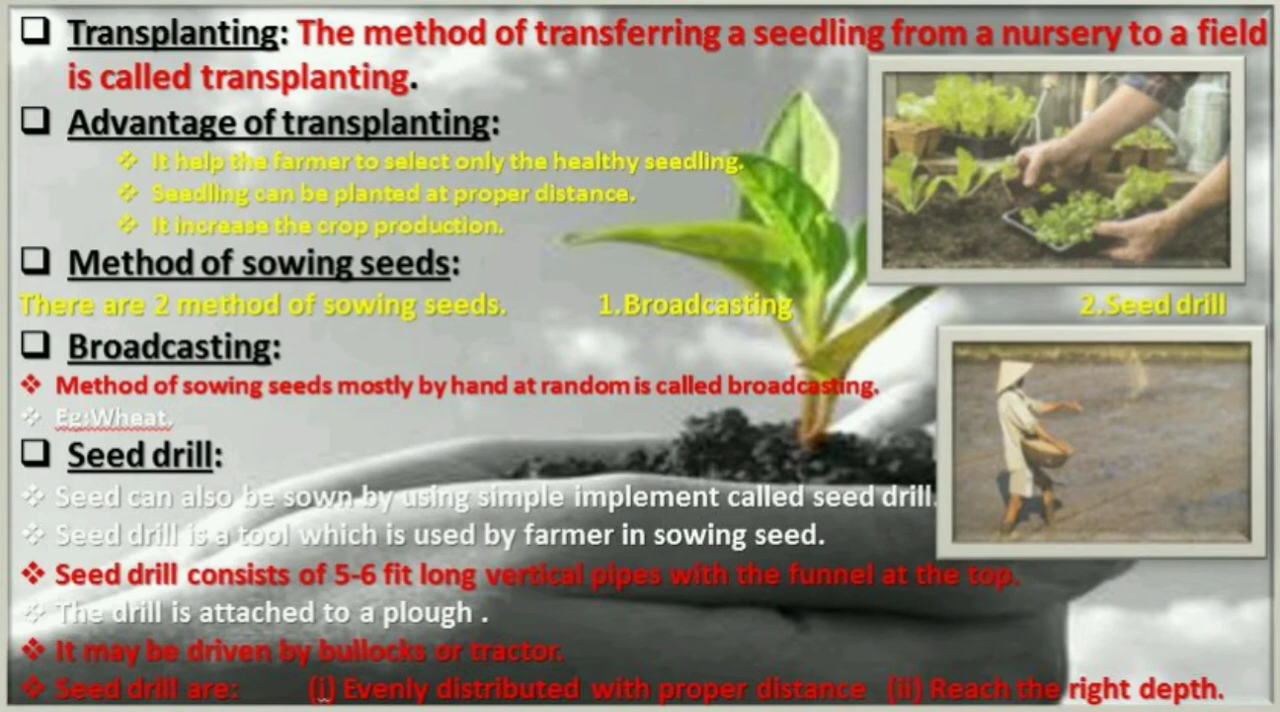 Transplanting: The method of transferring a seedling from a nursery to a field
is called transplanting.
Advantage of transplanting:
It help the farmer to select only the healthy seedling.
Seedling can be planted at proper distance.
It increase the crop production.
Method of sowing seeds:
There are 2 method of sowing seeds. 1.Broadcasting 2.Seed drill
Broadcasting:
Method of sowing seeds mostly by hand at random is called broadcasting.
Eg:Wheat.
Seed drill:
Seed can also be sown by using simple implement called seed drill.
Seed drill is a tool which is used by farmer in sowing seed.
Seed drill consists of 5-6 fit long vertical pipes with the funnel at the top.
The drill is attached to a plough .
It may be driven by bullocks or tractor.
Seed drill are: (i) Evenly distributed with proper distance (ii) Reach the right depth.